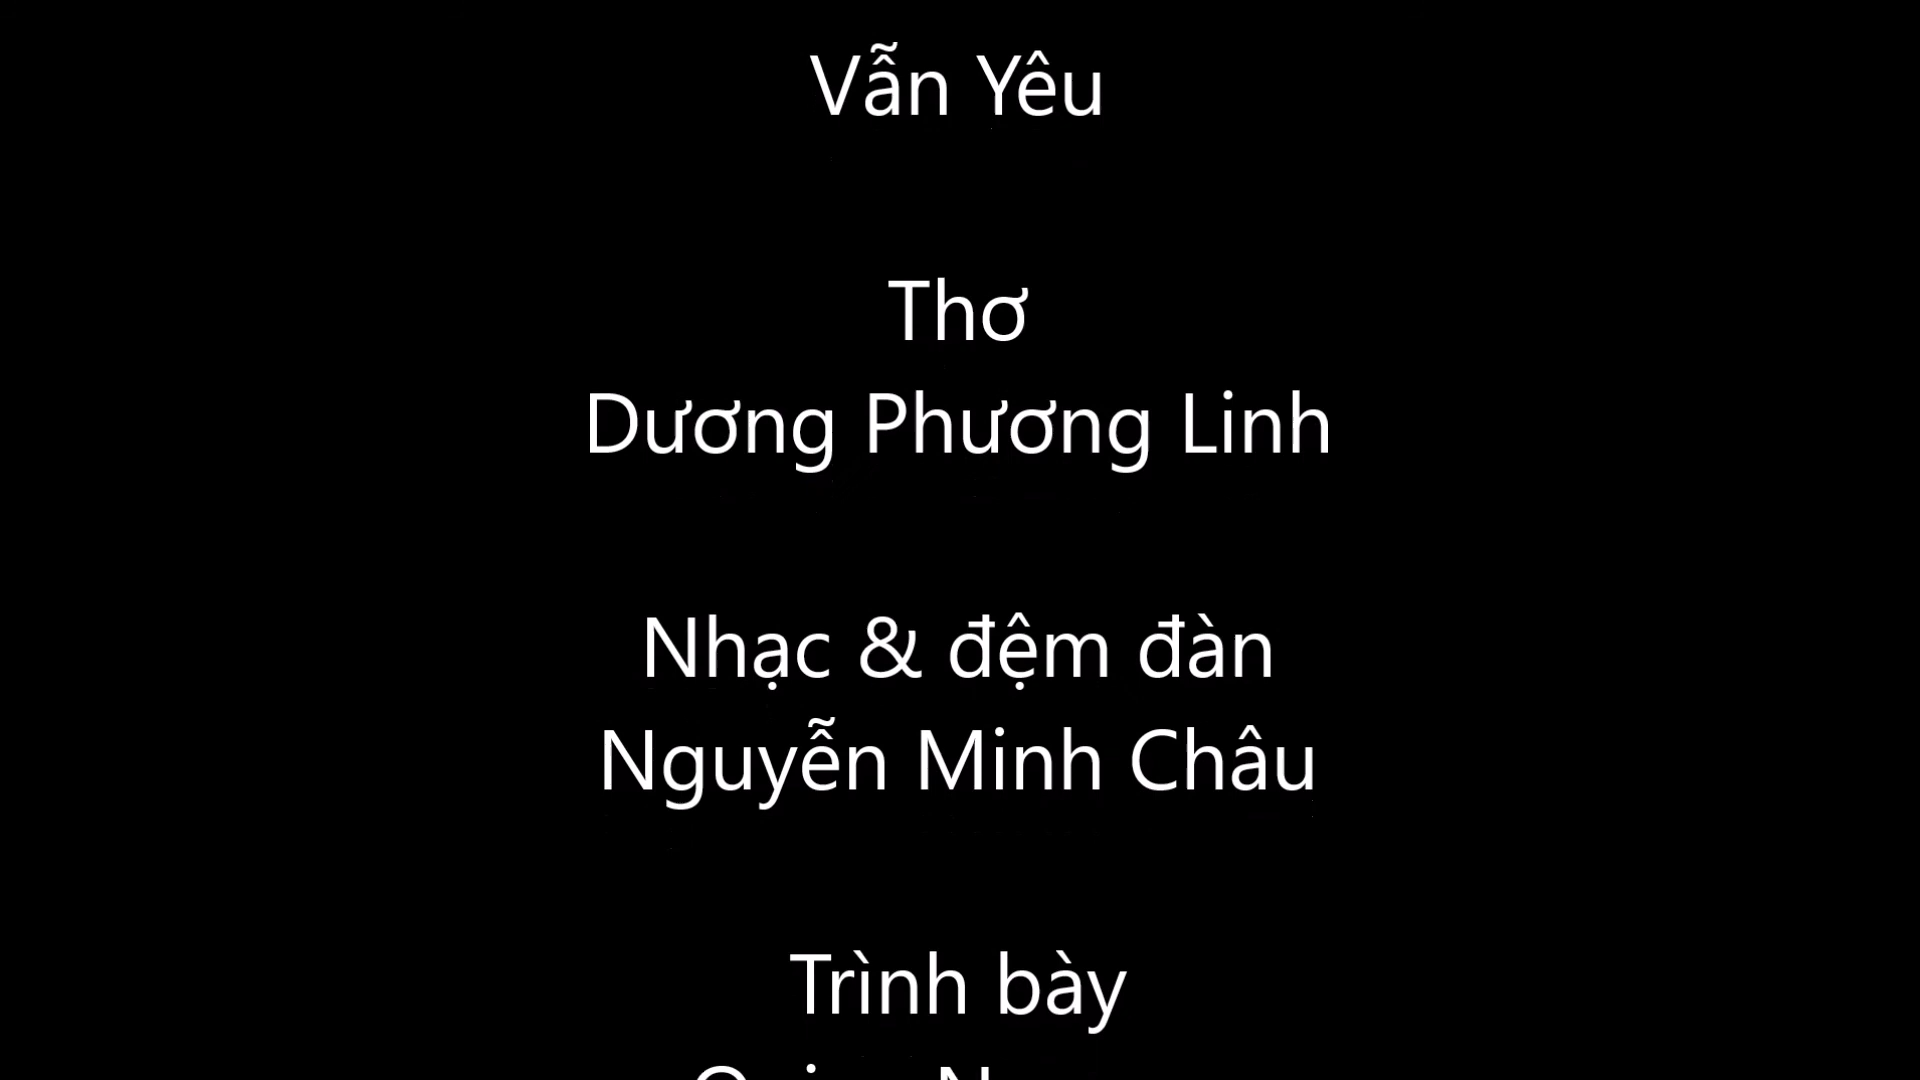 Vẫn Yêu
Thơ
Dương Phương Linh
Nhạc & đệm đàn
Nguyễn Minh Châu
Trình bày